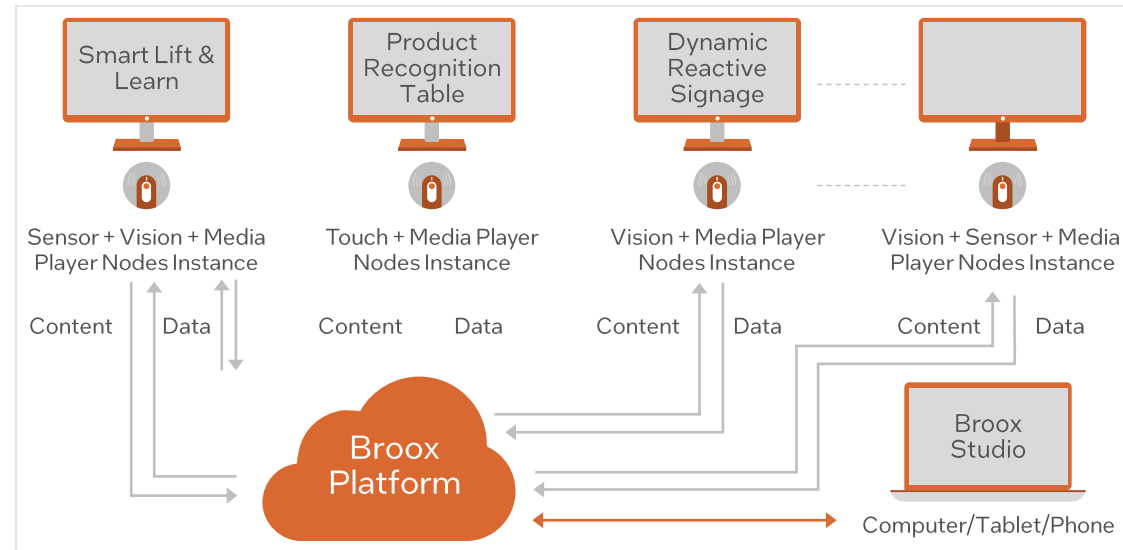 Smart Lift &
Learn
Product
Recognition
Table
Dynamic
Reactive
Signage
Sensor + Vision + Media
Player Nodes Instance
Touch + Media Player
Nodes Instance
Vision + Media Player
Nodes Instance
Vision + Sensor + Media
Player Nodes Instance
Content
Data
Content
Data
Content
Data
Content
Data
Broox
Platform
Broox
Studio
Computer/Tablet/Phone